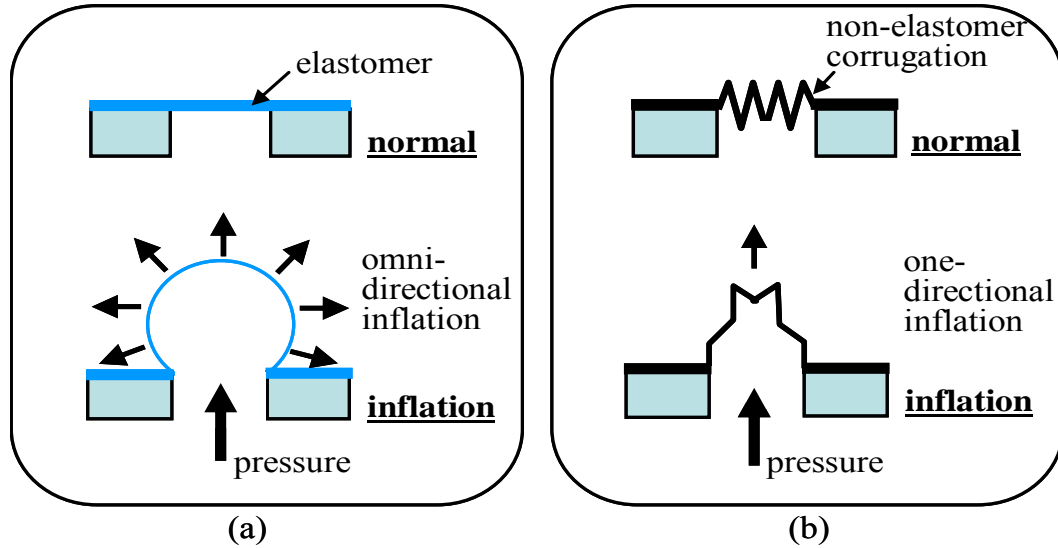 elastomer
normal
omni-
directional
inflation
inflation
pressure
(a)
non-elastomer
corrugation
normal
one-
directional
inflation
inflation
pressure
(b)